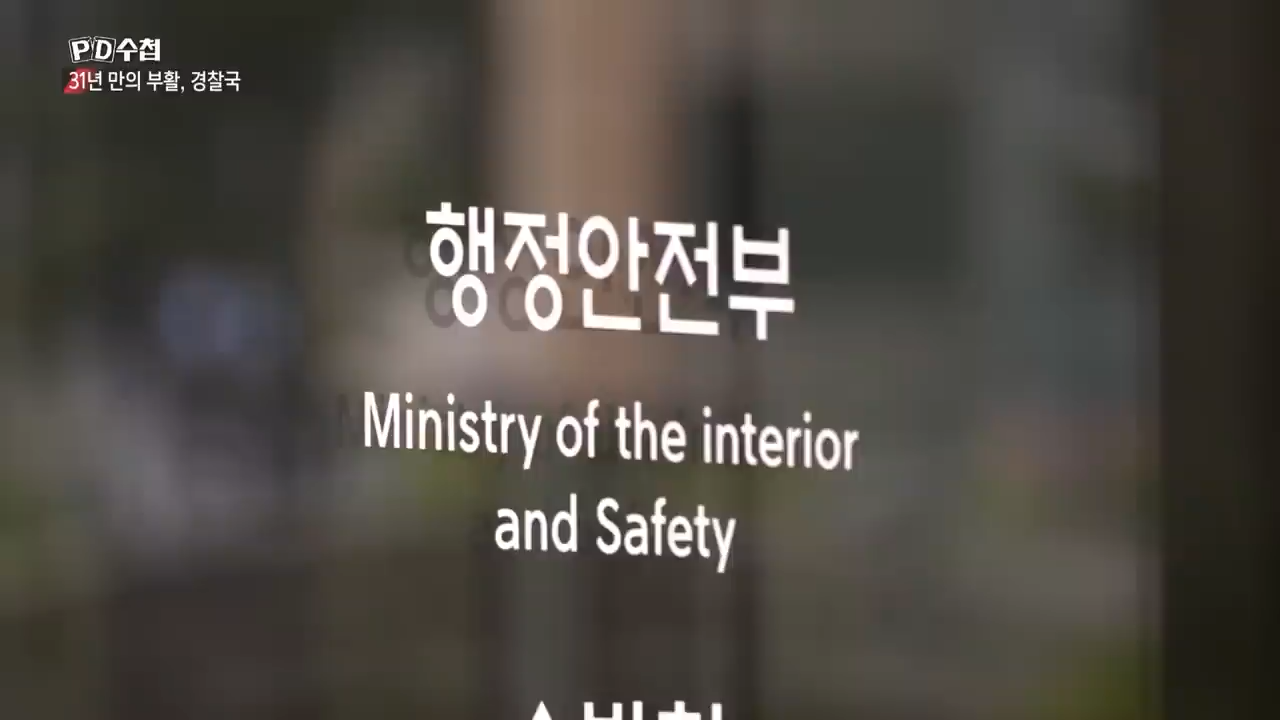 PD수첩
31년 만의 부활, 경찰국
행정안전부
Ministry of the interior
and Safety